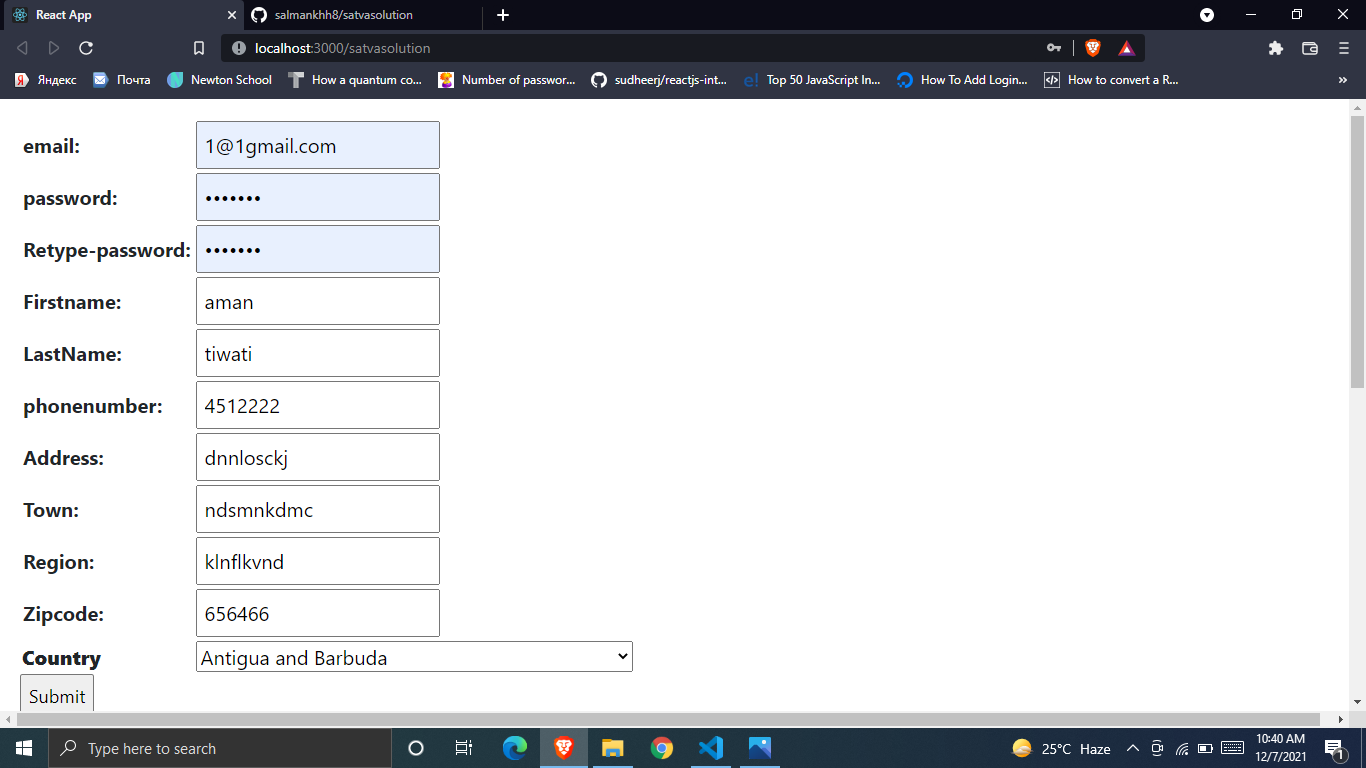 React App
salmankhh8/satvasolution
localhost:3000/satvasolution
Яндекс Почта Newton School How a quantum co... Number of passwor... sudheerj/reactjs-int... Top 50 JavaScript In... How To Add Login... How to convert a R... »
email: 1@1gmail.com
password: •••••••
Retype-password: •••••••
Firstname: aman
LastName: tiwati
phonenumber: 4512222
Address: dnnlosckj
Town: ndsmnkdmc
Region: klnflkvnd
Zipcode: 656466
Country Antigua and Barbuda
Submit
Type here to search
25°C Haze
10:40 AM
12/7/2021
1